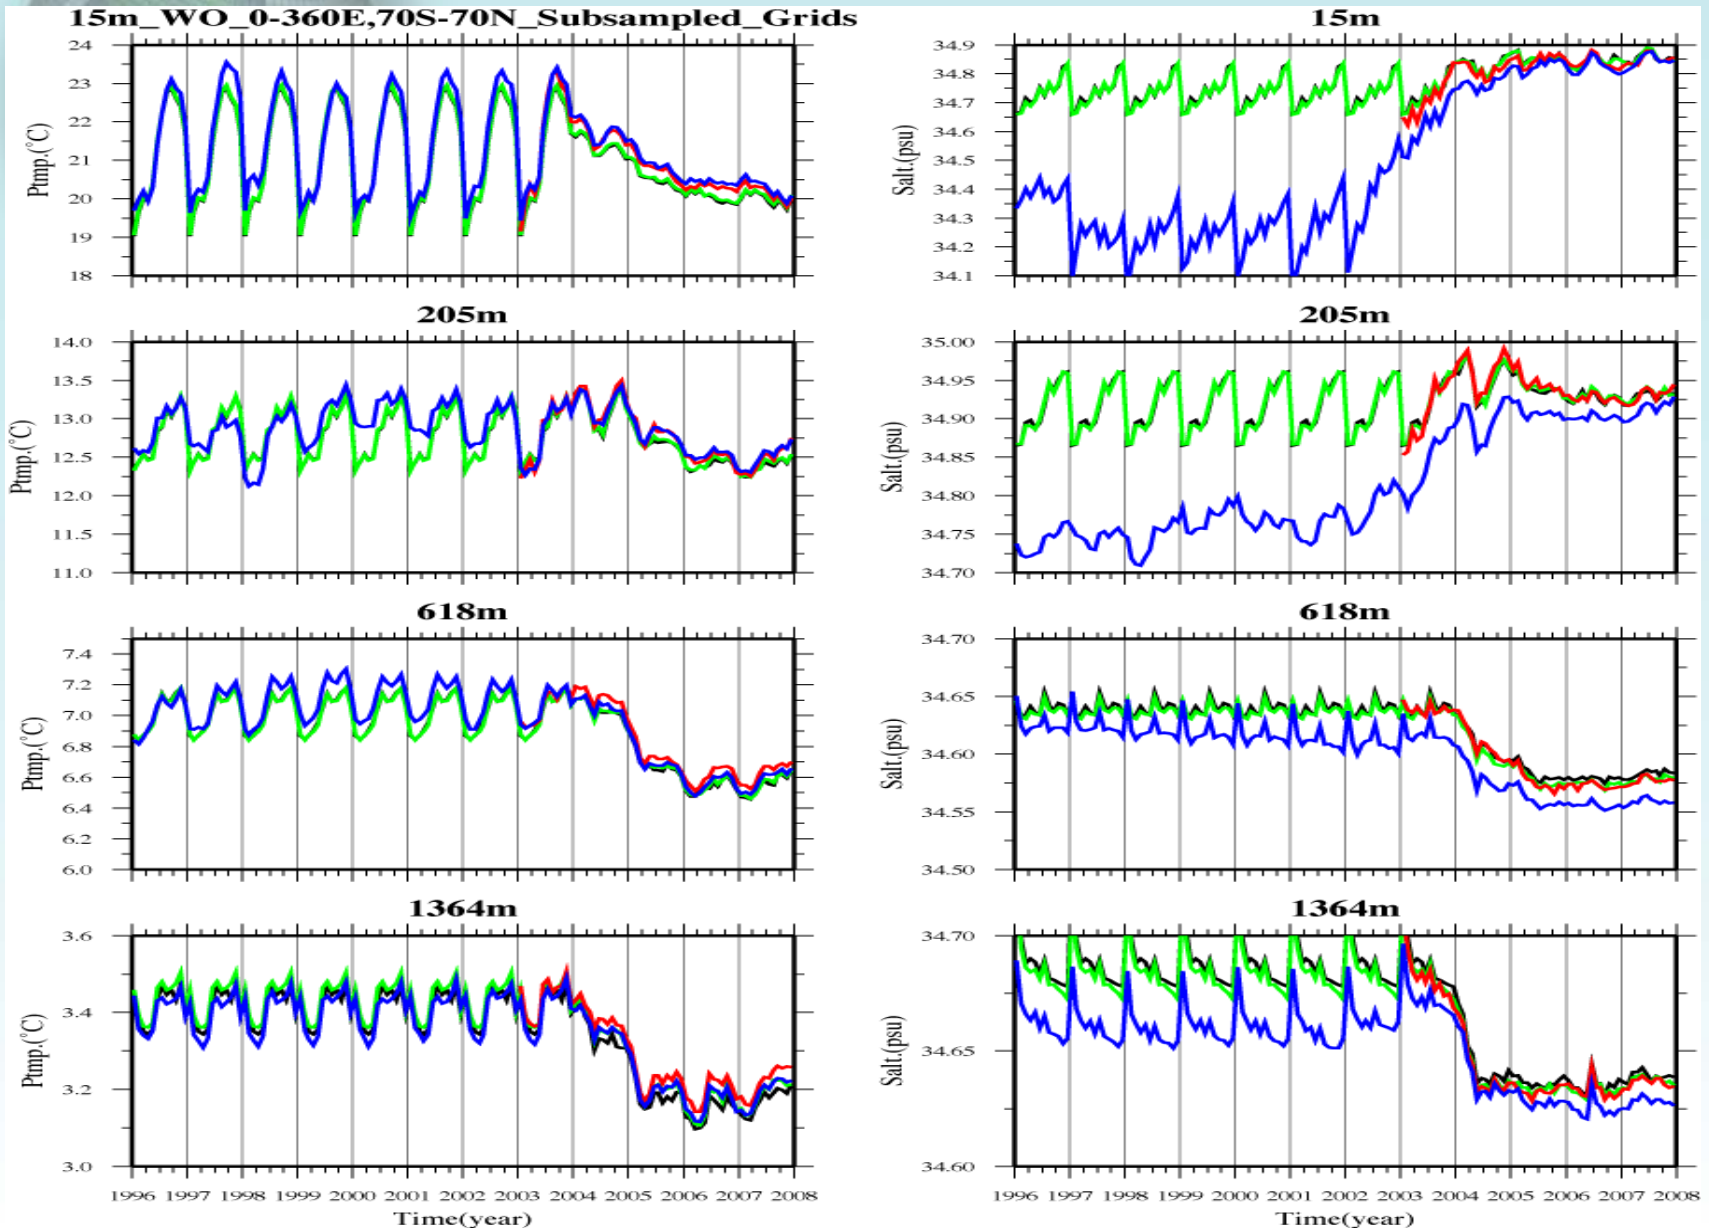 15m_WO_0-360E,70S-70N_Subsampled_Grids
24
23
22
21
20
19
18
Ptmp.(°C)
15m
34.9
34.8
34.7
34.6
34.5
34.4
34.3
34.2
34.1
Salt.(psu)
205m
14.0
13.5
13.0
12.5
12.0
11.5
11.0
Ptmp.(°C)
205m
35.00
34.95
34.90
34.85
34.80
34.75
34.70
Salt.(psu)
618m
7.4
7.2
7.0
6.8
6.6
6.4
6.2
6.0
Ptmp.(°C)
618m
34.70
34.65
34.60
34.55
34.50
Salt.(psu)
1364m
3.6
3.4
3.2
3.0
Ptmp.(°C)
1996 1997 1998 1999 2000 2001 2002 2003 2004 2005 2006 2007 2008
Time(year)
1364m
34.70
34.65
34.60
Salt.(psu)
1996 1997 1998 1999 2000 2001 2002 2003 2004 2005 2006 2007 2008
Time(year)